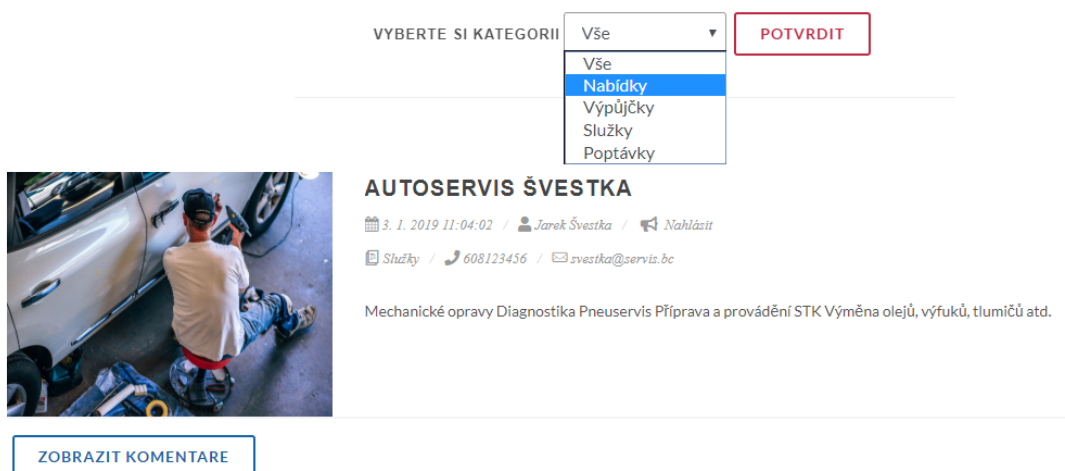 VYBERTE SI KATEGORII Vše POTVRDIT
Vše
Nabídky
Výpůjčky
Služky
Poptávky
AUTOSERVIS ŠVESTKA
3. 1. 2019 11:04:02 / Jarek Švestka / Nahlásit
Služky / 608123456 / svestka@servis.bc
Mechanické opravy Diagnostika Pneuservis Příprava a provádění STK Výměna olejů, výfuků, tlumičů atd.
ZOBRAZIT KOMENTARE